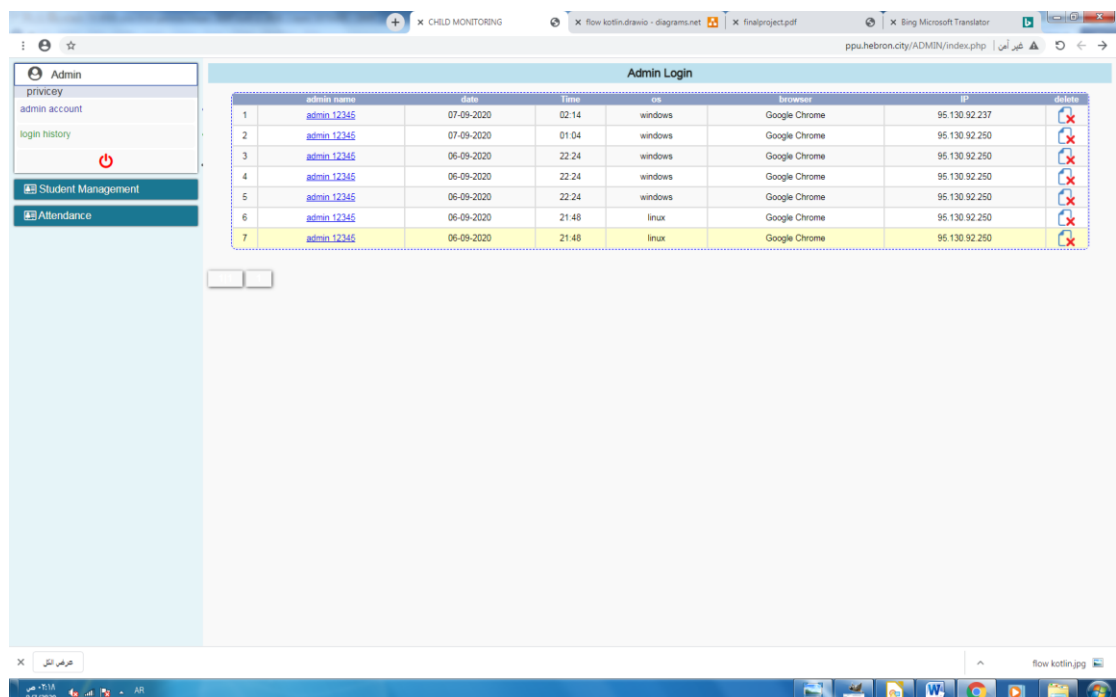 CHILD MONITORING
flow kotlin.drawio - diagrams.net
finalproject.pdf
Bing Microsoft Translator
ppu.hebron.city/ADMIN/index.php غير آمن
Admin
privicey
admin account
login history
Student Management
Attendance
Admin Login
admin name date Time os browser IP delete
1 admin 12345 07-09-2020 02:14 windows Google Chrome 95.130.92.237
2 admin 12345 07-09-2020 01:04 windows Google Chrome 95.130.92.250
3 admin 12345 06-09-2020 22:24 windows Google Chrome 95.130.92.250
4 admin 12345 06-09-2020 22:24 windows Google Chrome 95.130.92.250
5 admin 12345 06-09-2020 22:24 windows Google Chrome 95.130.92.250
6 admin 12345 06-09-2020 21:48 linux Google Chrome 95.130.92.250
7 admin 12345 06-09-2020 21:48 linux Google Chrome 95.130.92.250
عرض الكل
flow kotlin.jpg
AR